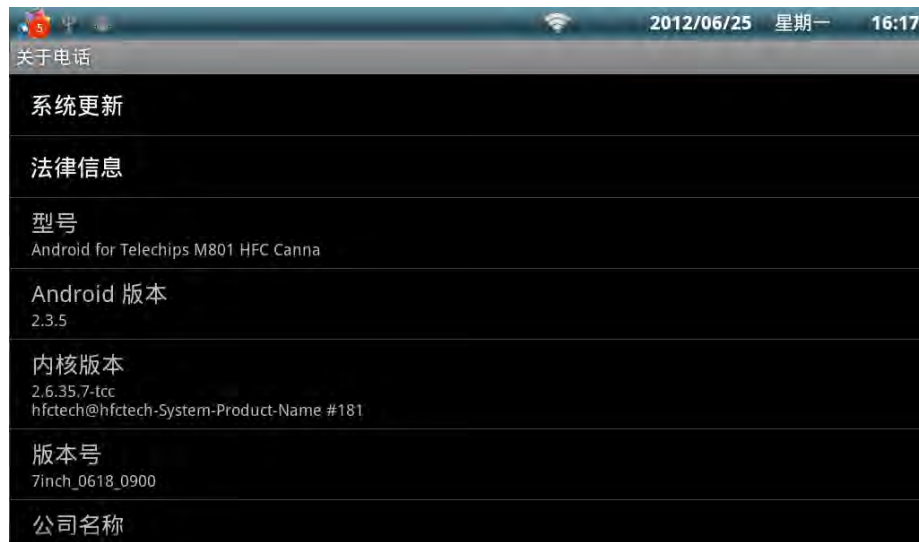 5
2012/06/25 星期一 16:17
关于电话
系统更新
法律信息
型号
Android for Telechips M801 HFC Canna
Android 版本
2.3.5
内核版本
2.6.35.7-tcc
hfctech@hfctech-System-Product-Name #181
版本号
7inch_0618_0900
公司名称